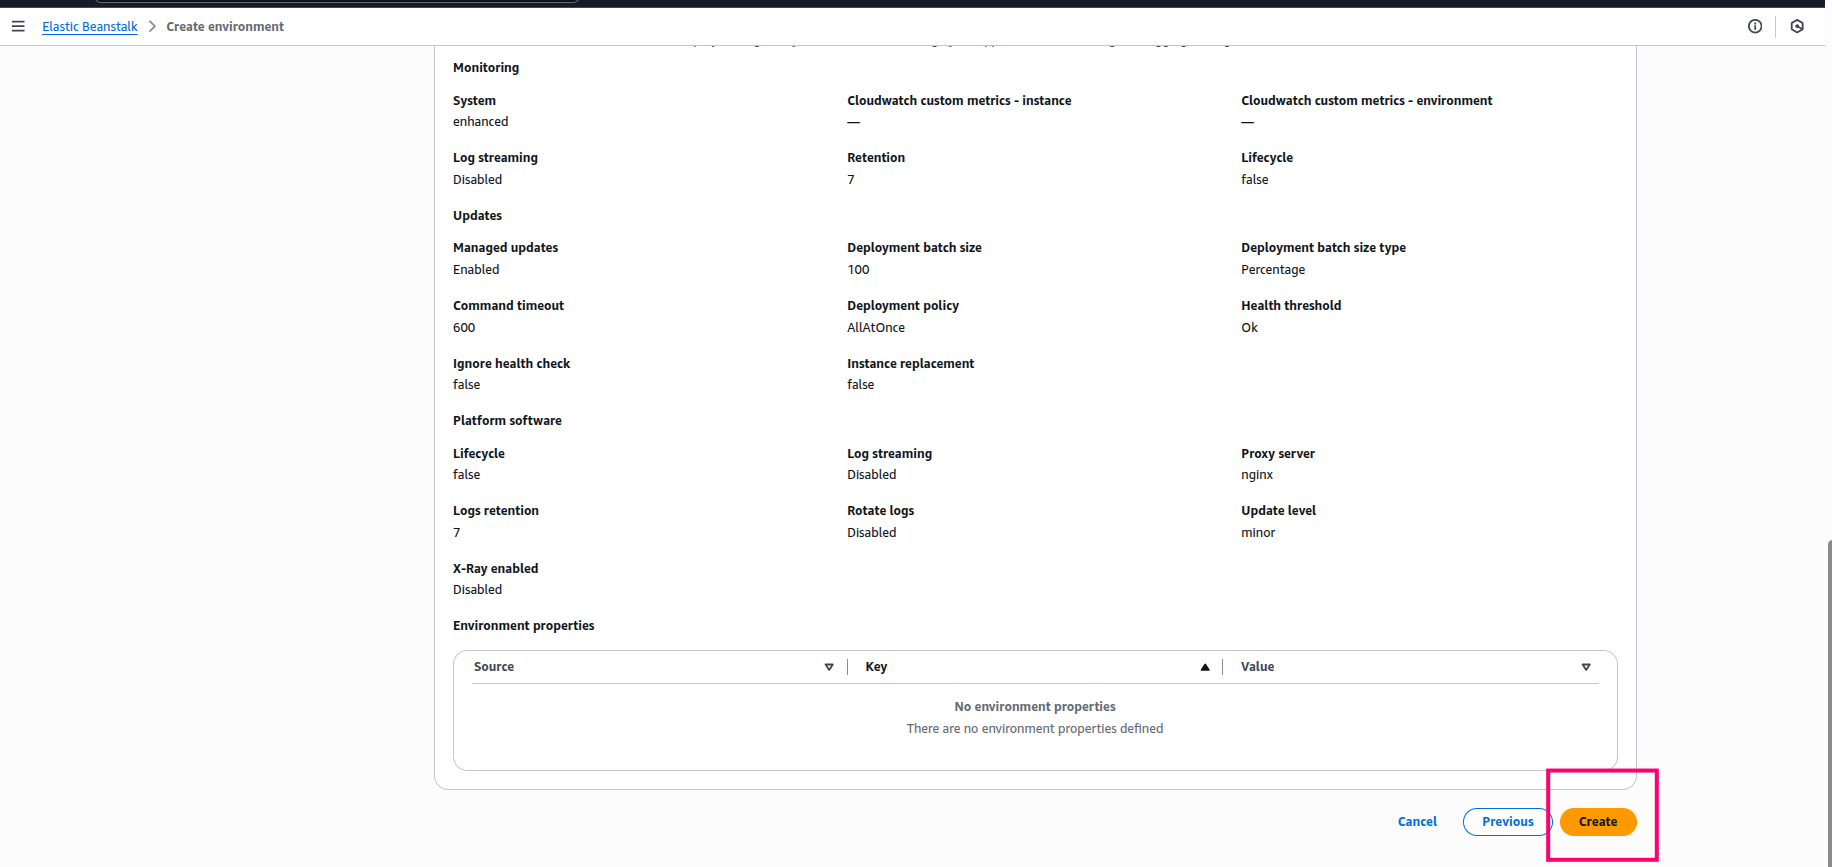 Elastic Beanstalk > Create environment
Monitoring
System Cloudwatch custom metrics - instance Cloudwatch custom metrics - environment
enhanced — —
Log streaming Retention Lifecycle
Disabled 7 false
Updates
Managed updates Deployment batch size Deployment batch size type
Enabled 100 Percentage
Command timeout Deployment policy Health threshold
600 AllAtOnce Ok
Ignore health check Instance replacement
false false
Platform software
Lifecycle Log streaming Proxy server
false Disabled nginx
Logs retention Rotate logs Update level
7 Disabled minor
X-Ray enabled
Disabled
Environment properties
Source Key Value
No environment properties
There are no environment properties defined
Cancel Previous Create